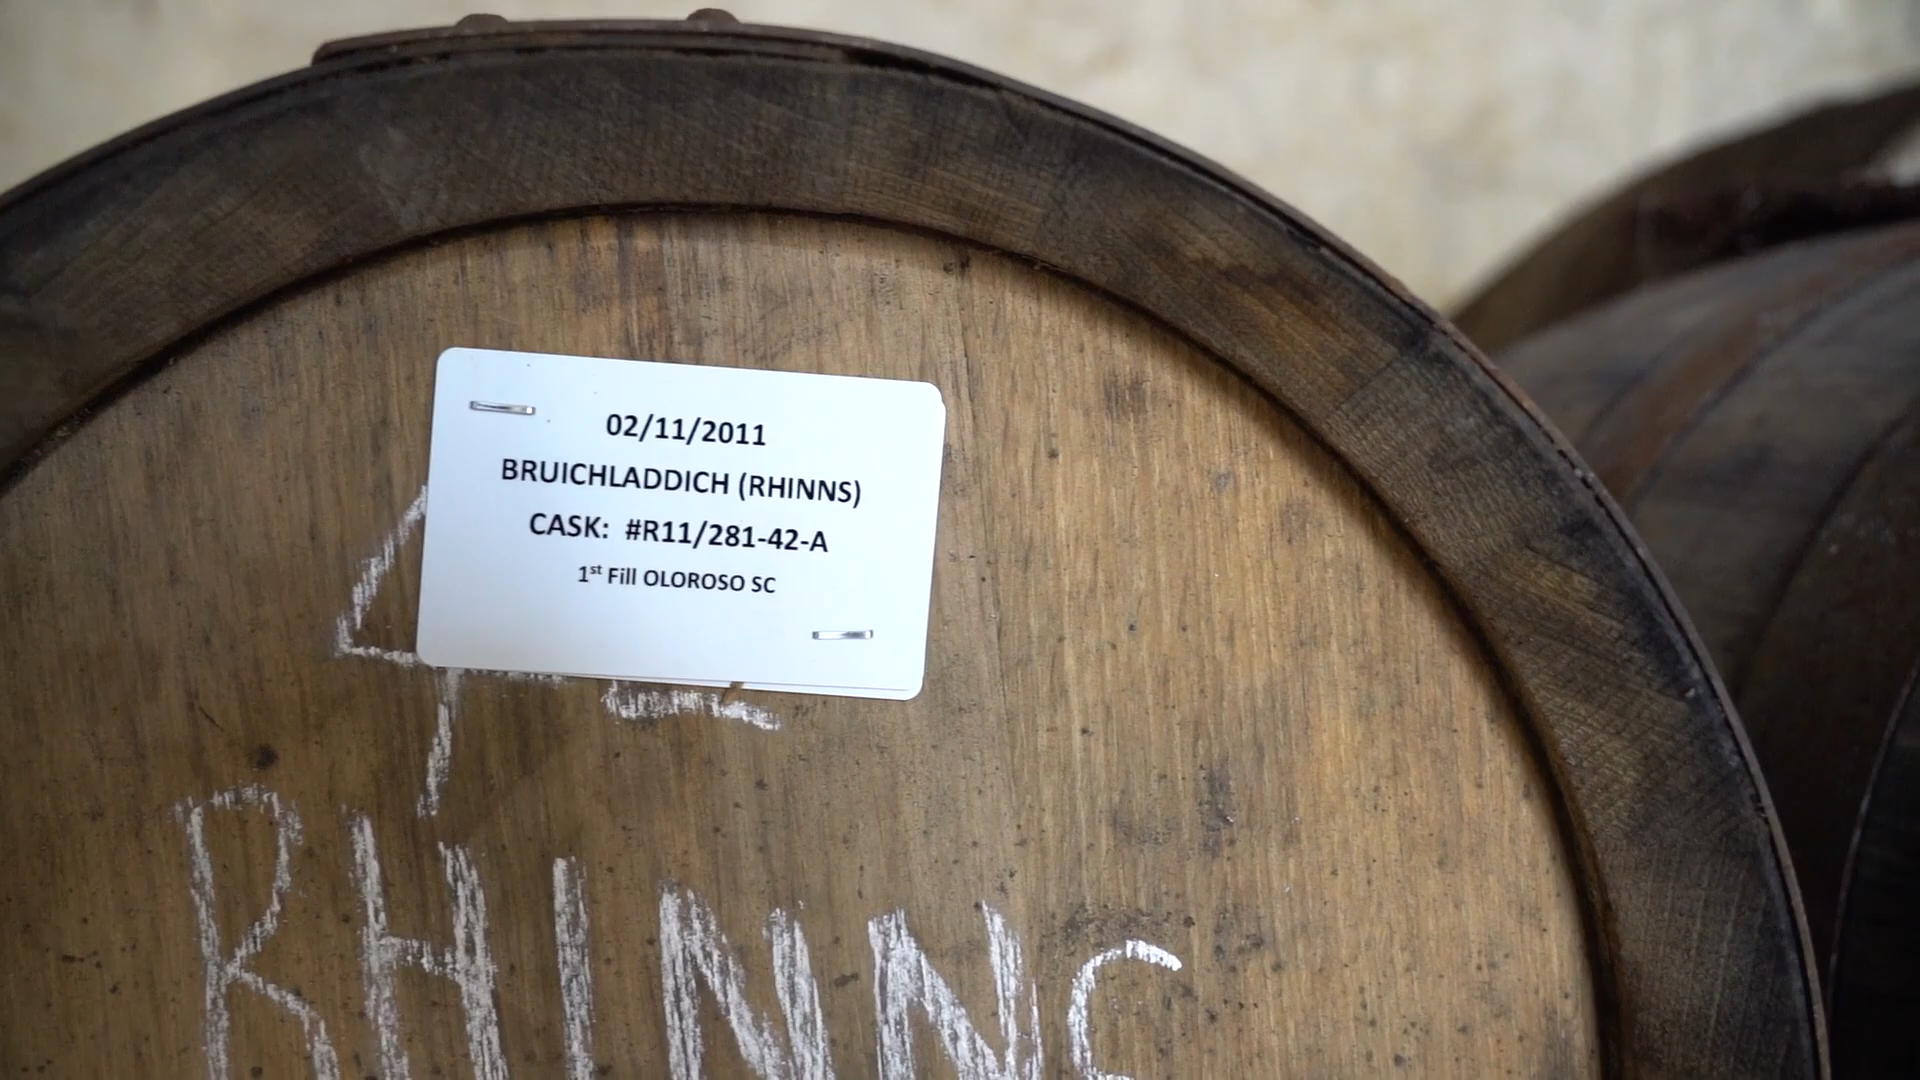 02/11/2011
BRUICHLADDICH (RHINNS)
CASK: #R11/281-42-A
1st Fill OLOROSO SC
RHINNS